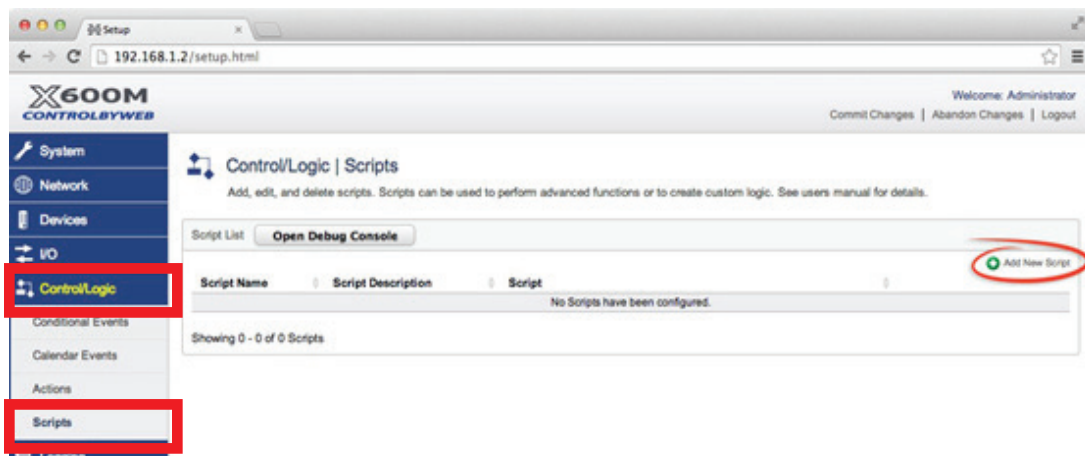 Setup
192.168.1.2/setup.html
X600M
CONTROLBYWEB
Welcome: Administrator
Commit Changes | Abandon Changes | Logout
System
Network
Devices
I/O
Control/Logic
Conditional Events
Calendar Events
Actions
Scripts
Control/Logic | Scripts
Add, edit, and delete scripts. Scripts can be used to perform advanced functions or to create custom logic. See users manual for details.
Script List Open Debug Console
Add New Script
Script Name Script Description Script
No Scripts have been configured.
Showing 0 - 0 of 0 Scripts